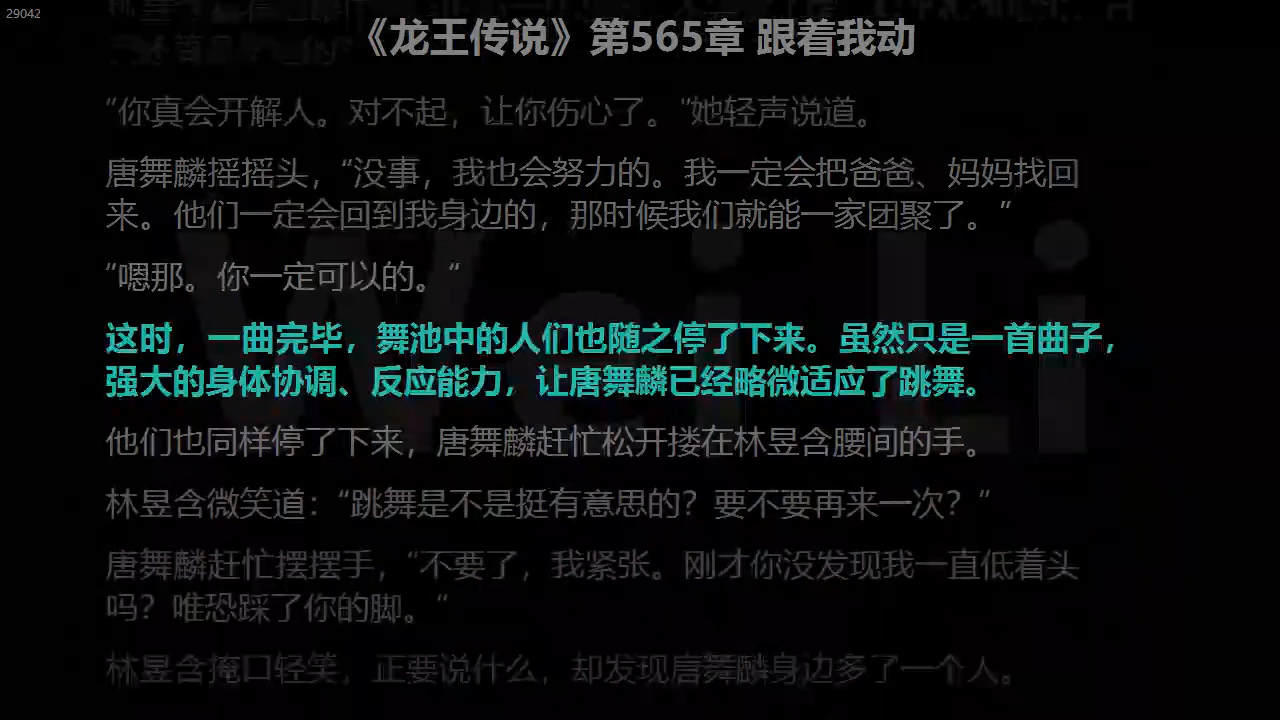 29042
《龙王传说》第565章 跟着我动
“你真会开解人。对不起，让你伤心了。”她轻声说道。
唐舞麟摇摇头，“没事，我也会努力的。我一定会把爸爸、妈妈找回
来。他们一定会回到我身边的，那时候我们就能一家团聚了。”
“嗯那。你一定可以的。“
这时，一曲完毕，舞池中的人们也随之停了下来。虽然只是一首曲子，
强大的身体协调、反应能力，让唐舞麟已经略微适应了跳舞。
他们也同样停了下来，唐舞麟赶忙松开搂在林昱含腰间的手。
林昱含微笑道：“跳舞是不是挺有意思的？要不要再来一次？”
唐舞麟赶忙摆摆手，“不要了，我紧张。刚才你没发现我一直低着头
吗？唯恐踩了你的脚。“
林昱含掩口轻笑，正要说什么，却发现唐舞麟身边多了一个人。
Wei Li